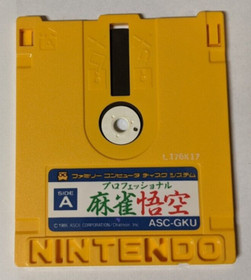 ファミリー コンピュータ ディスク システム
SIDE
A
プロフェッショナル
麻雀悟空
ASC-GKU
NINTENDO